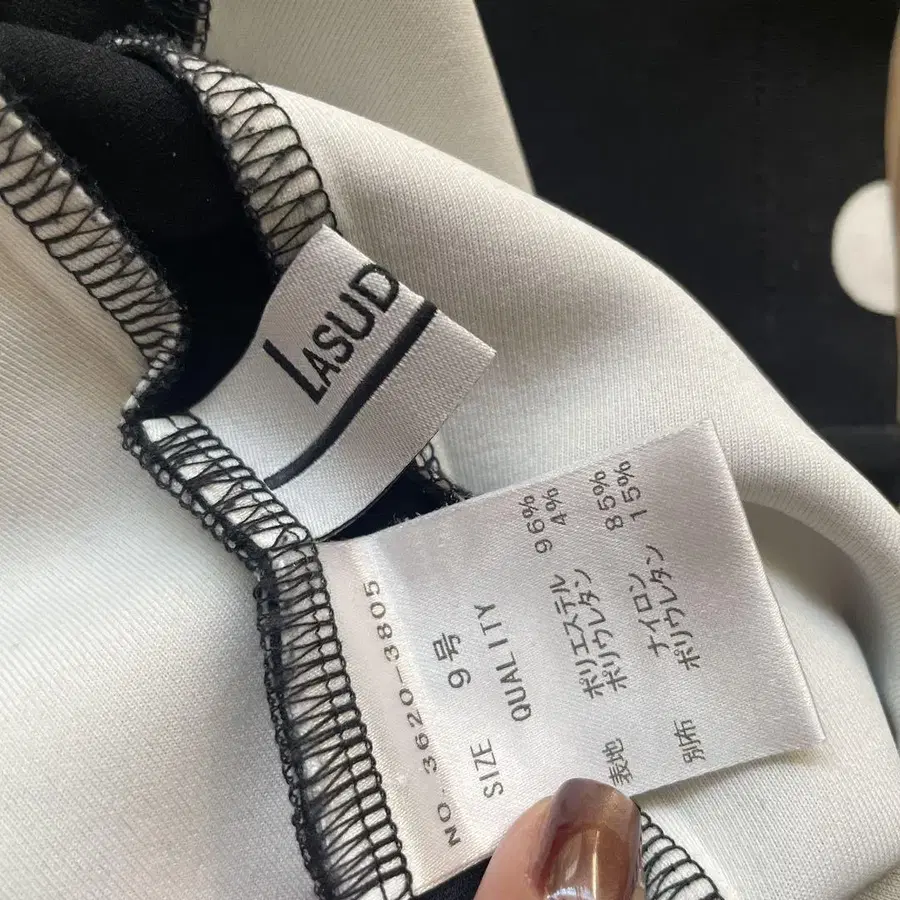 LASUD
NO. 3620-3805
SIZE 9号
QUALITY
表地 ポリエステル 96%
ポリウレタン 4%
別布 ナイロン 85%
ポリウレタン 15%